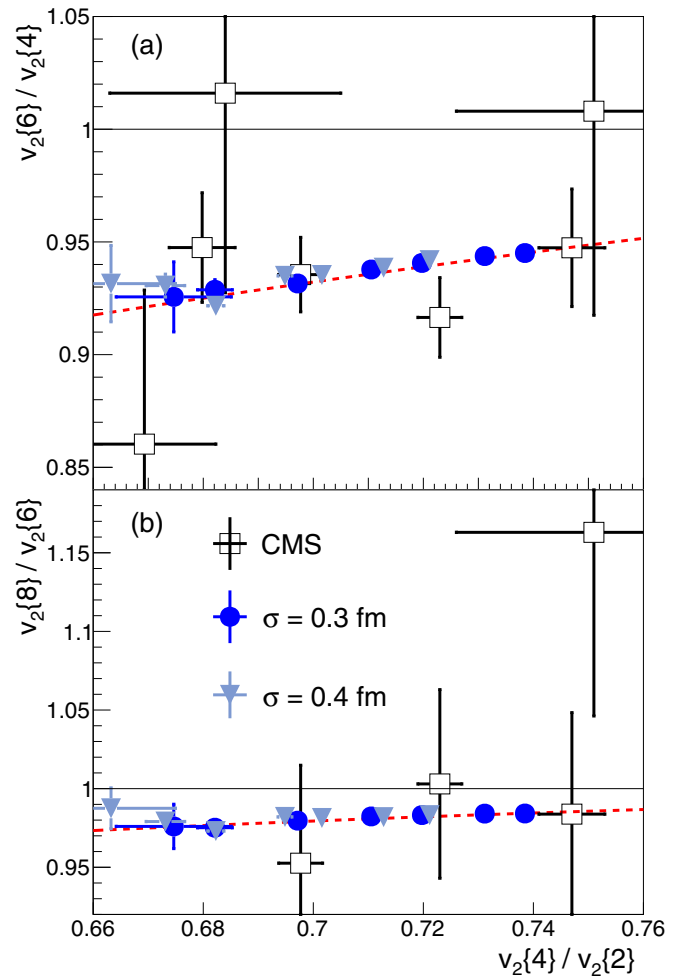 1.05
(a)
v₂{6} / v₂{4}
1
0.95
0.9
0.85
(b)
v₂{8} / v₂{6}
1.15
CMS
1.1
σ = 0.3 fm
1.05
σ = 0.4 fm
1
0.95
0.66 0.68 0.7 0.72 0.74 0.76
v₂{4} / v₂{2}